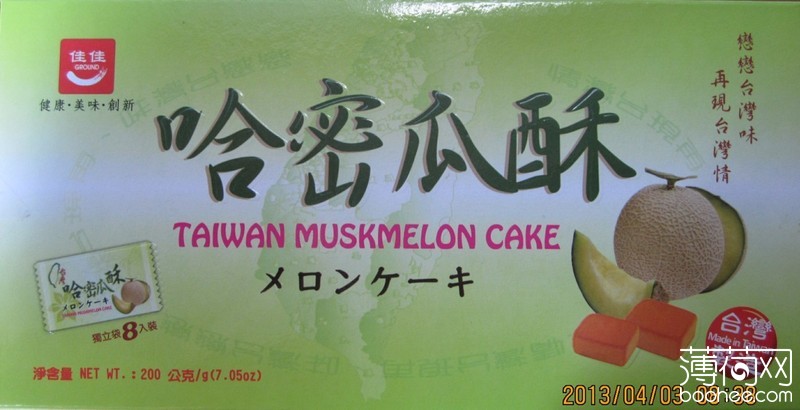 佳佳
GROUND
健康·美味·創新
戀戀台灣味
再現台灣情
哈密瓜酥
TAIWAN MUSKMELON CAKE
メロンケーキ
哈密瓜酥
メロンケーキ
TAIWAN MUSKMELON CAKE
獨立袋8入裝
台灣
Made in Taiwan
淨含量 NET WT.：200 公克/g(7.05oz)
2013/04/03
薄荷网
boohee.com